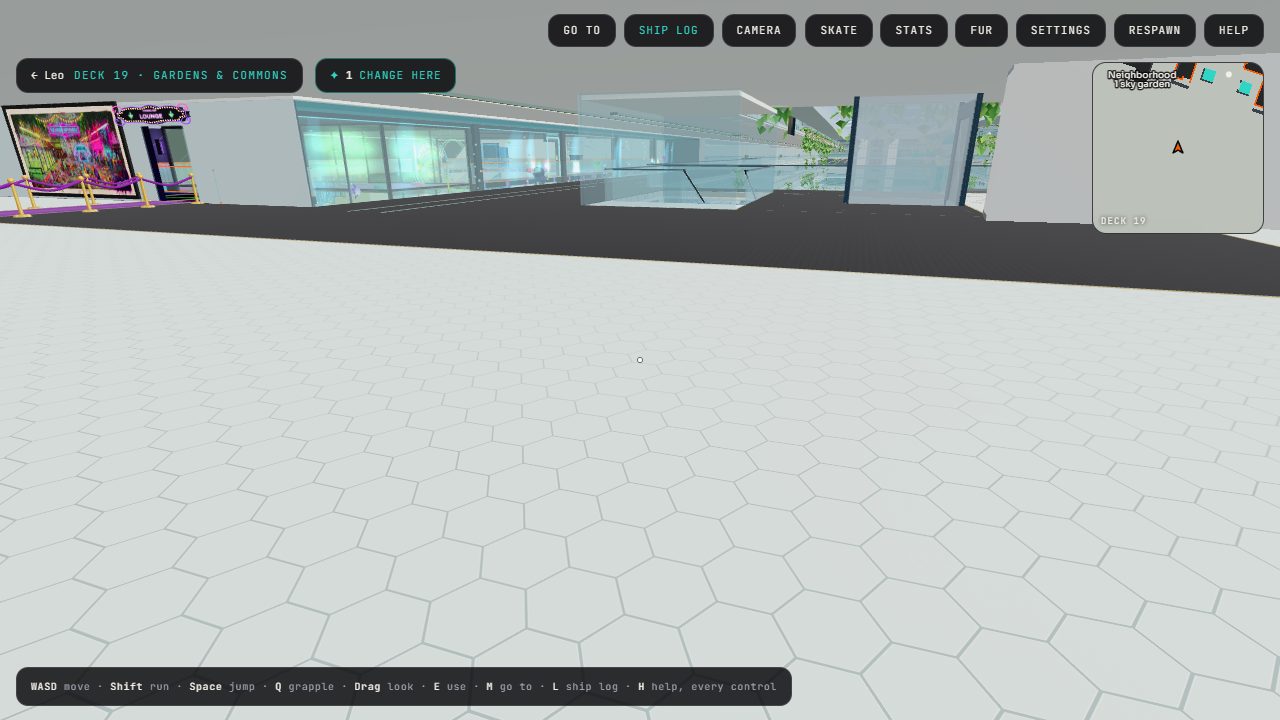 GO TO
SHIP LOG
CAMERA
SKATE
STATS
FUR
SETTINGS
RESPAWN
HELP
← Leo DECK 19 · GARDENS & COMMONS
✦ 1 CHANGE HERE
LOUNGE
Neighborhood
1 sky garden
DECK 19
WASD move · Shift run · Space jump · Q grapple · Drag look · E use · M go to · L ship log · H help, every control